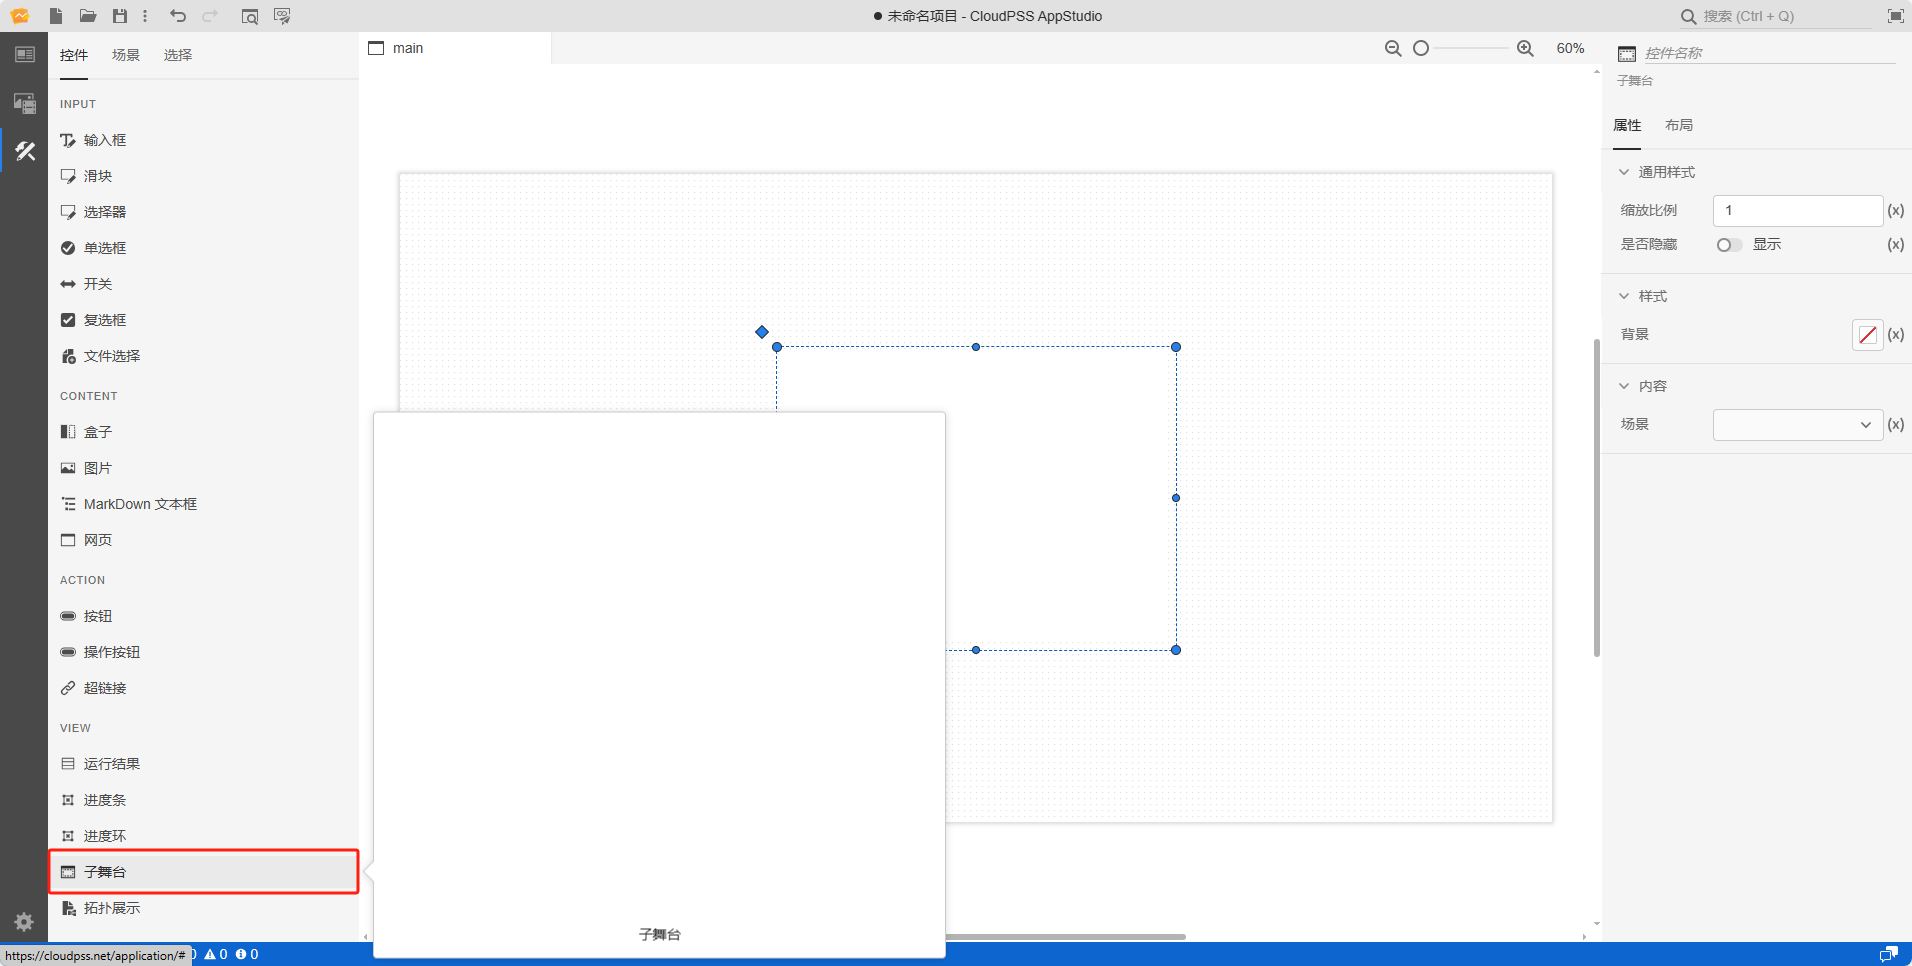 ● 未命名项目 - CloudPSS AppStudio
搜索 (Ctrl + Q)
控件 场景 选择
main
60%
控件名称
子舞台
属性 布局
INPUT
输入框
滑块
选择器
单选框
开关
复选框
文件选择
CONTENT
盒子
图片
MarkDown 文本框
网页
ACTION
按钮
操作按钮
超链接
VIEW
运行结果
进度条
进度环
子舞台
拓扑展示
子舞台
通用样式
缩放比例 1 (x)
是否隐藏 显示 (x)
样式
背景 (x)
内容
场景 (x)
https://cloudpss.net/application/# 0 0 0